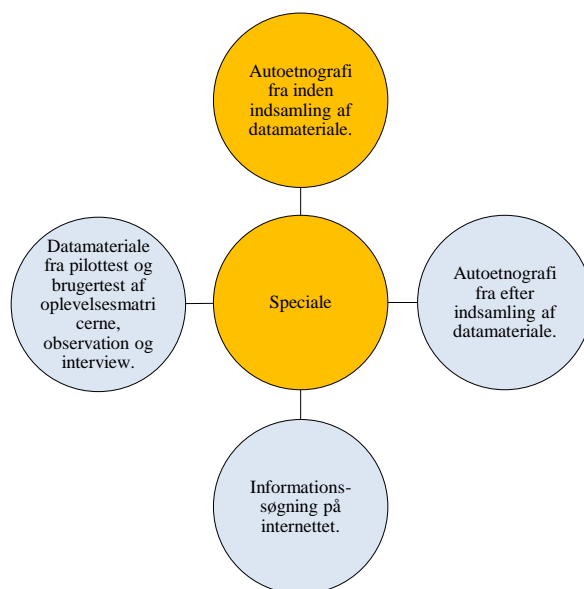 Autoetnografi
fra inden
indsamling af
datamateriale.
Datamateriale
fra pilottest og
brugertest af
oplevelsesmatri
cerne,
observation og
interview.
Speciale
Autoetnografi
fra efter
indsamling af
datamateriale.
Informations-
søgning på
internettet.